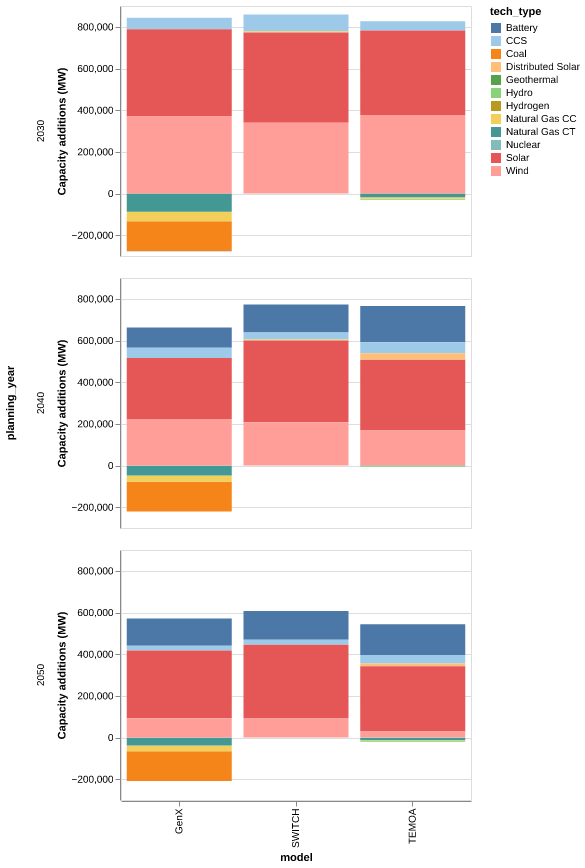 tech_type
Battery
CCS
Coal
Distributed Solar
Geothermal
Hydro
Hydrogen
Natural Gas CC
Natural Gas CT
Nuclear
Solar
Wind
planning_year
2030
Capacity additions (MW)
800,000
600,000
400,000
200,000
0
−200,000
2040
Capacity additions (MW)
800,000
600,000
400,000
200,000
0
−200,000
2050
Capacity additions (MW)
800,000
600,000
400,000
200,000
0
−200,000
GenX
SWITCH
TEMOA
model